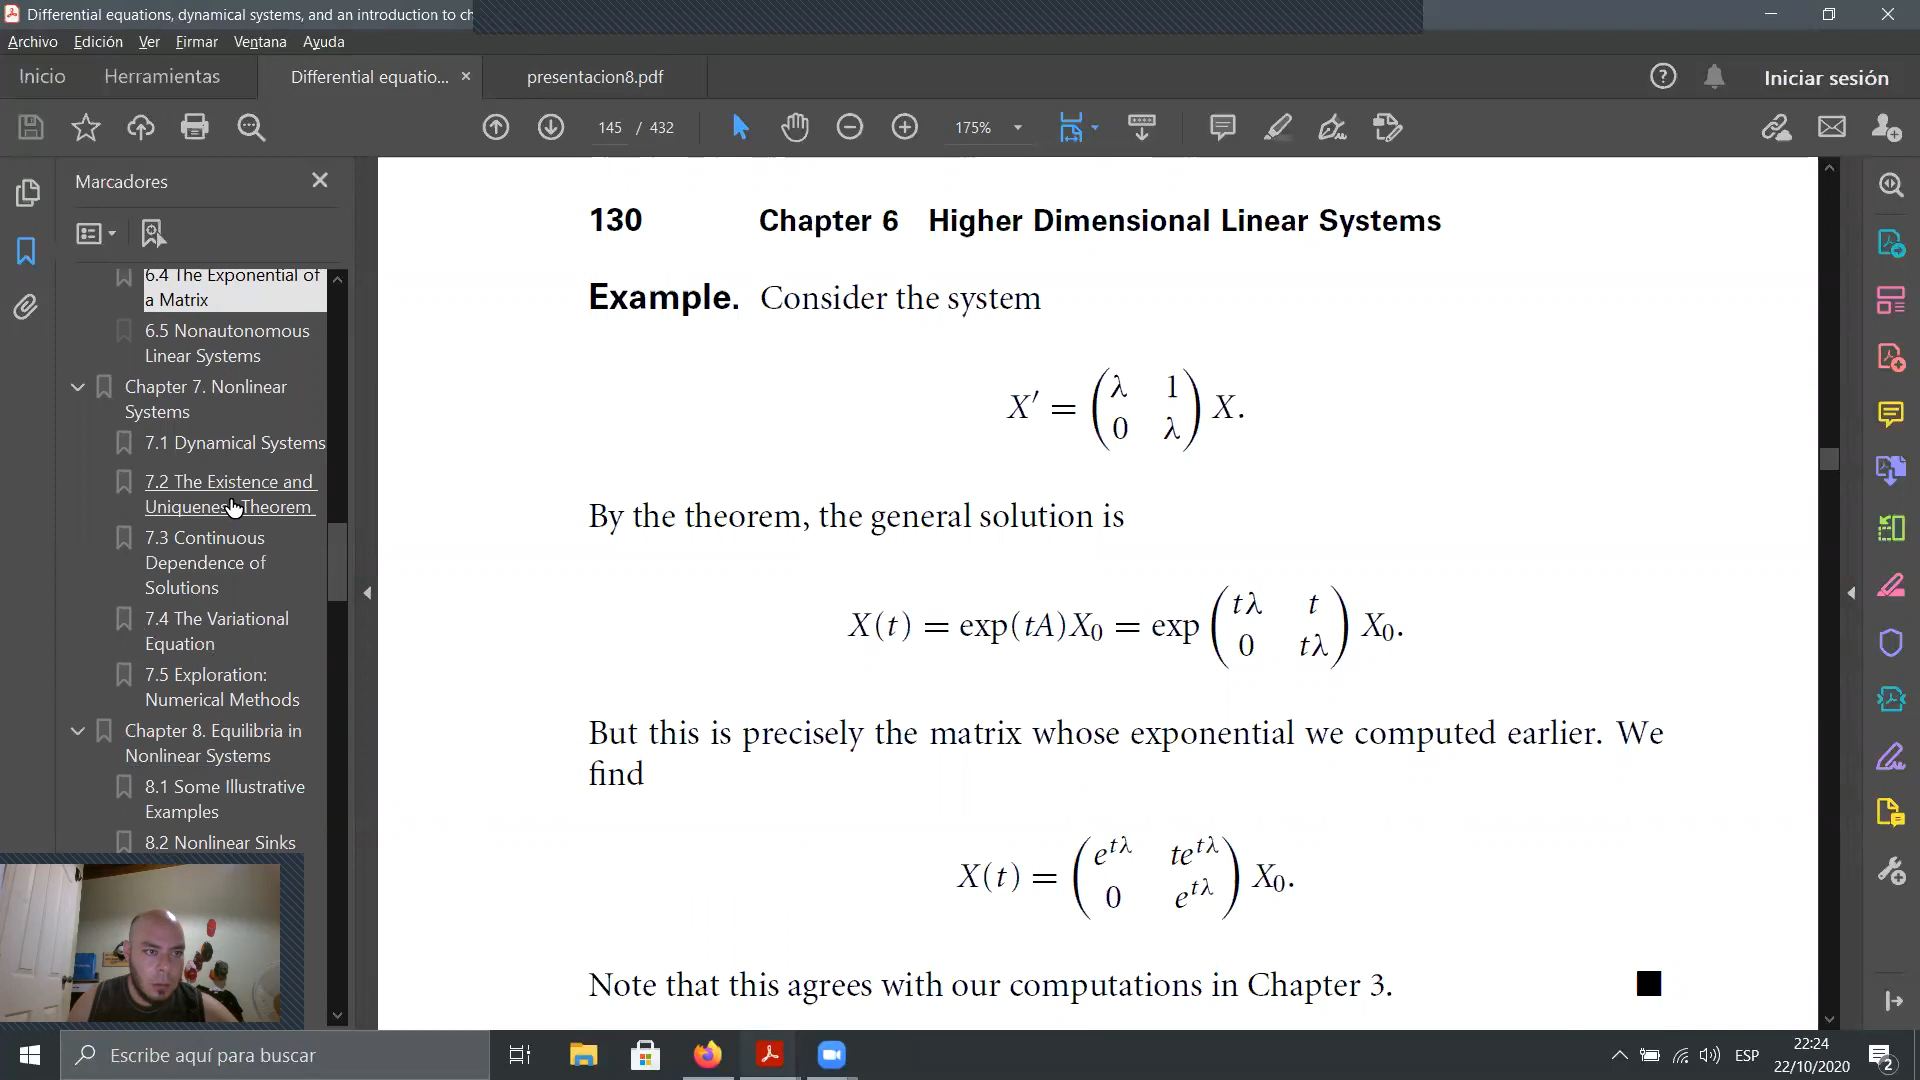 Differential equations, dynamical systems, and an introduction to ch
Archivo Edición Ver Firmar Ventana Ayuda
Inicio Herramientas Differential equatio... × presentacion8.pdf Iniciar sesión
145 / 432 175%
Marcadores
6.4 The Exponential of
a Matrix
6.5 Nonautonomous
Linear Systems
Chapter 7. Nonlinear
Systems
7.1 Dynamical Systems
7.2 The Existence and
Uniqueness Theorem
7.3 Continuous
Dependence of
Solutions
7.4 The Variational
Equation
7.5 Exploration:
Numerical Methods
Chapter 8. Equilibria in
Nonlinear Systems
8.1 Some Illustrative
Examples
8.2 Nonlinear Sinks
130 Chapter 6 Higher Dimensional Linear Systems
Example. Consider the system
X′ = (λ 1
0 λ) X.
By the theorem, the general solution is
X(t) = exp(tA)X₀ = exp (tλ t
0 tλ) X₀.
But this is precisely the matrix whose exponential we computed earlier. We
find
X(t) = (e^{tλ} te^{tλ}
0 e^{tλ}) X₀.
Note that this agrees with our computations in Chapter 3. ■
Escribe aquí para buscar
ESP
22:24
22/10/2020
2